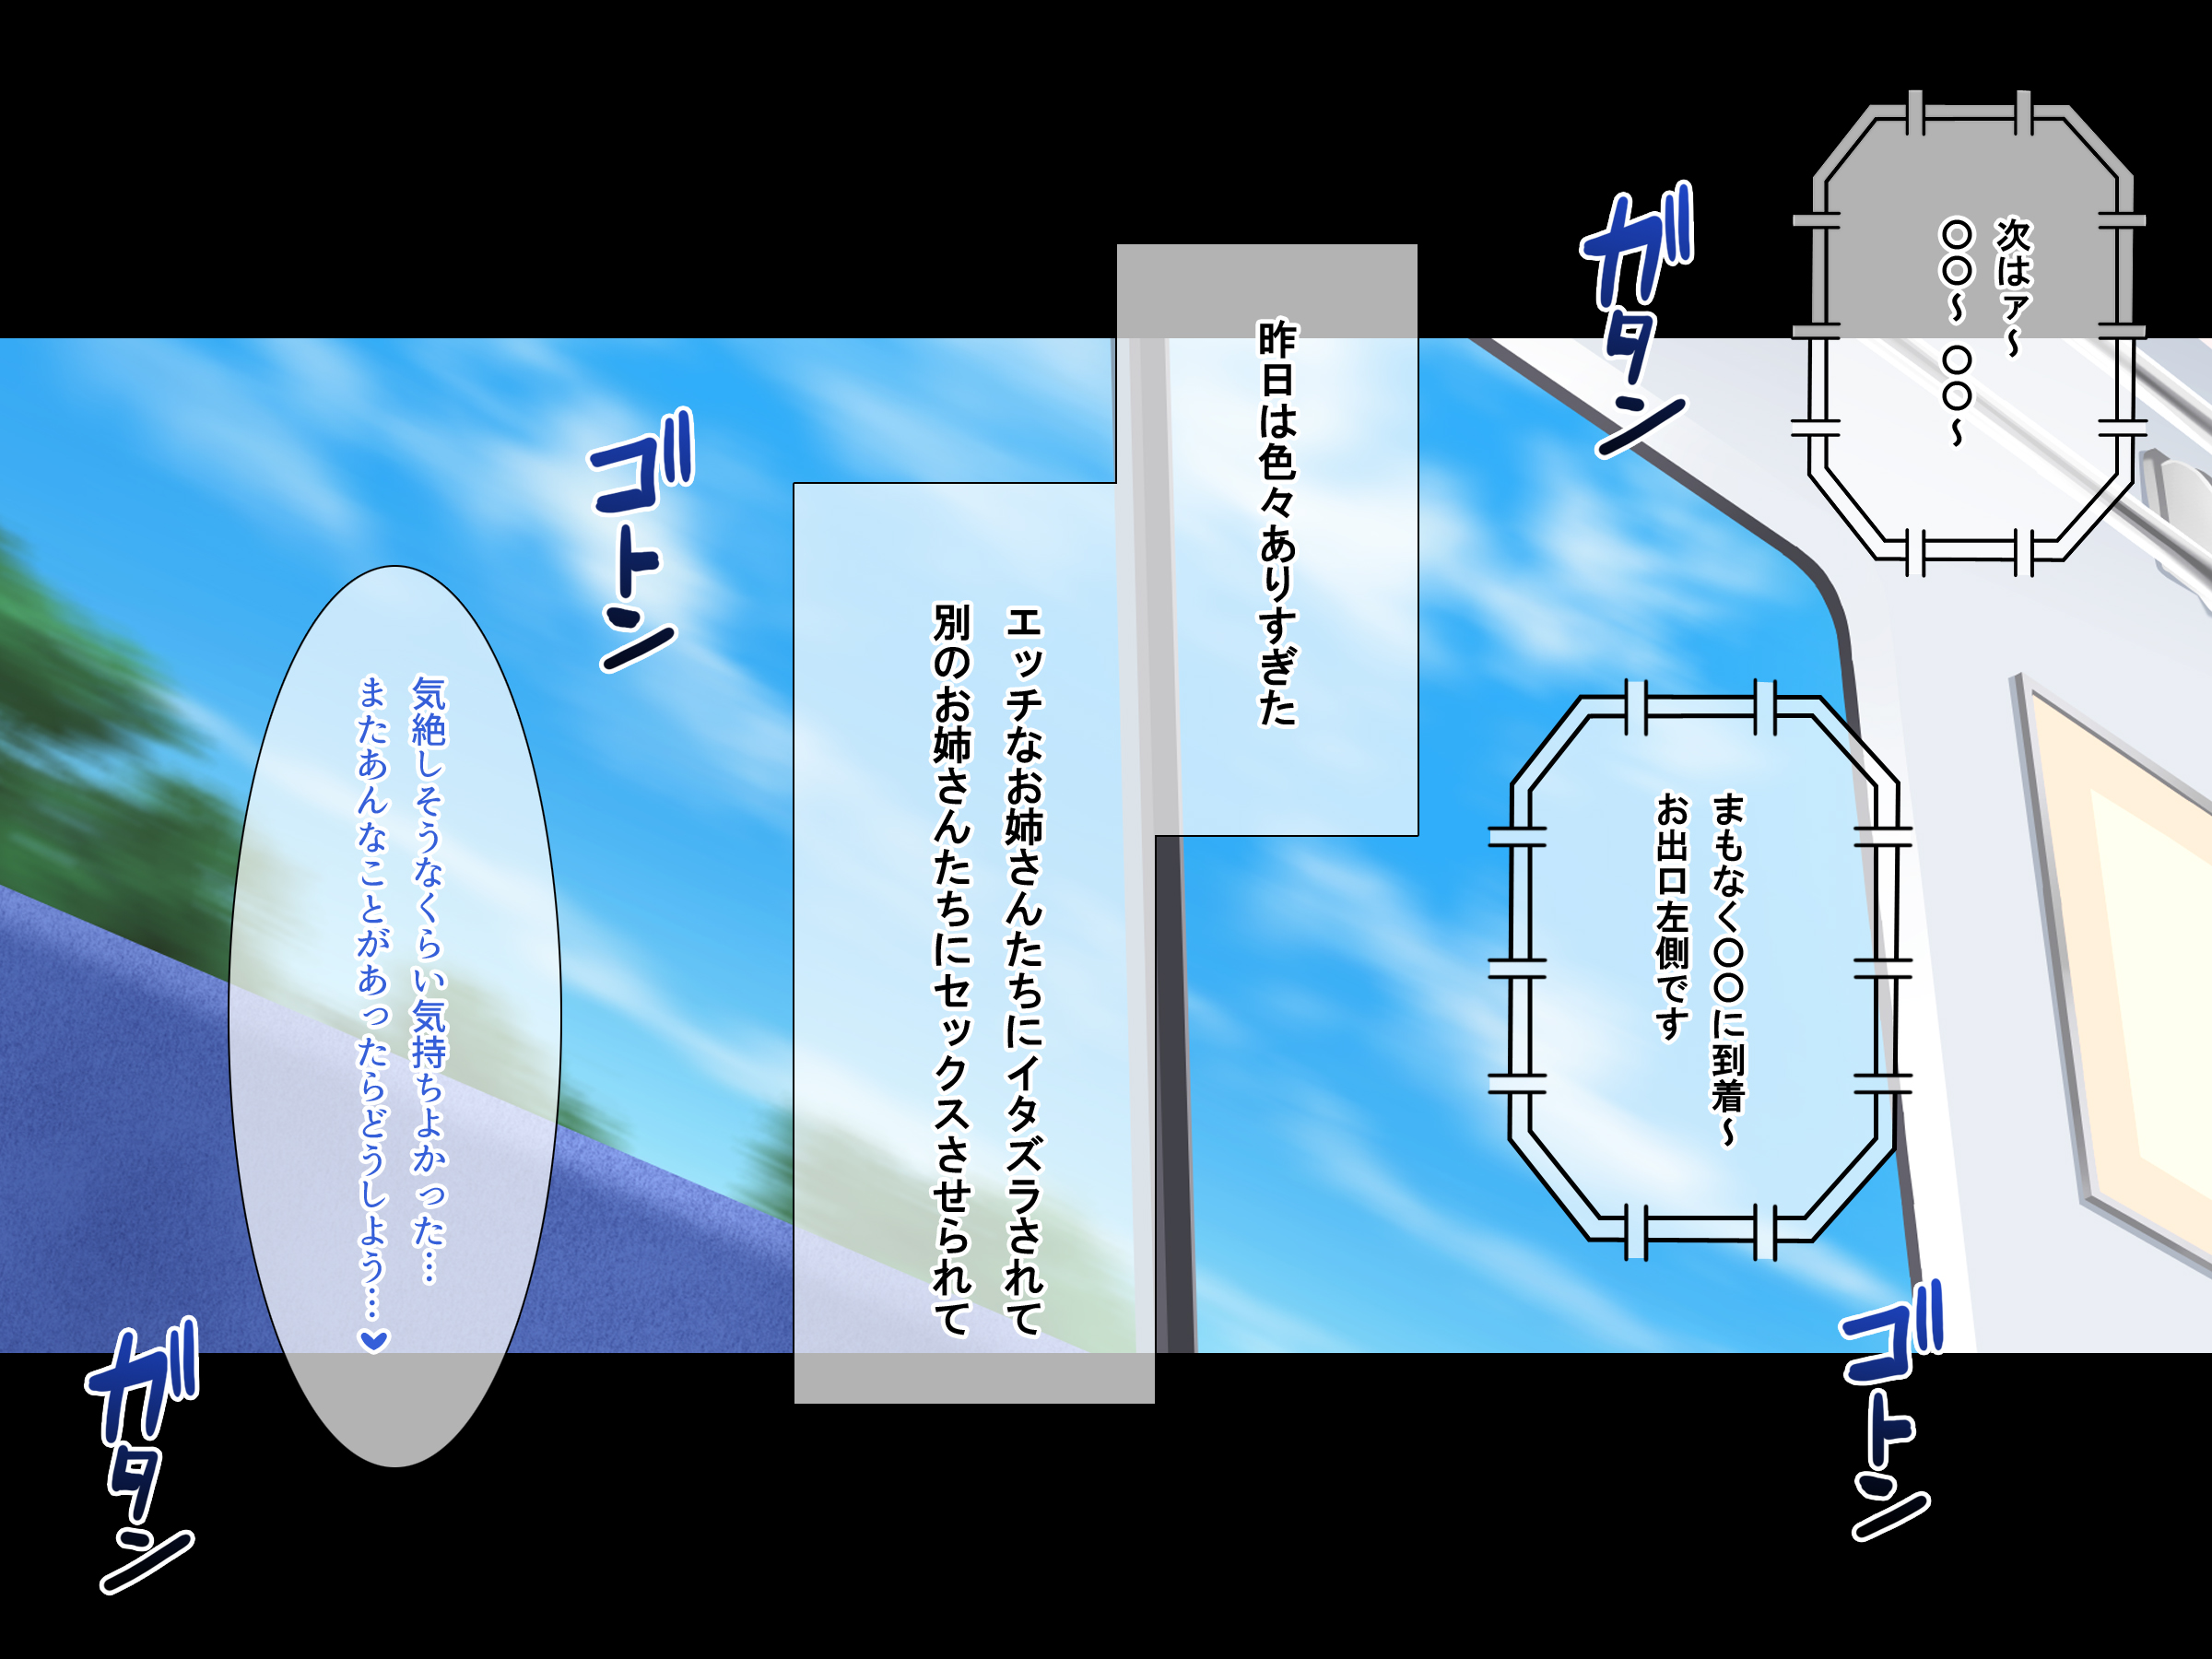 次はァ～
〇〇～ 〇〇～
ガタン
まもなく〇〇に到着～
お出口左側です
ゴトン
昨日は色々ありすぎた
エッチなお姉さんたちにイタズラされて
別のお姉さんたちにセックスさせられて
ゴトン
気絶しそうなくらい気持ちよかった…
またあんなことがあったらどうしよう…♥
ガタン